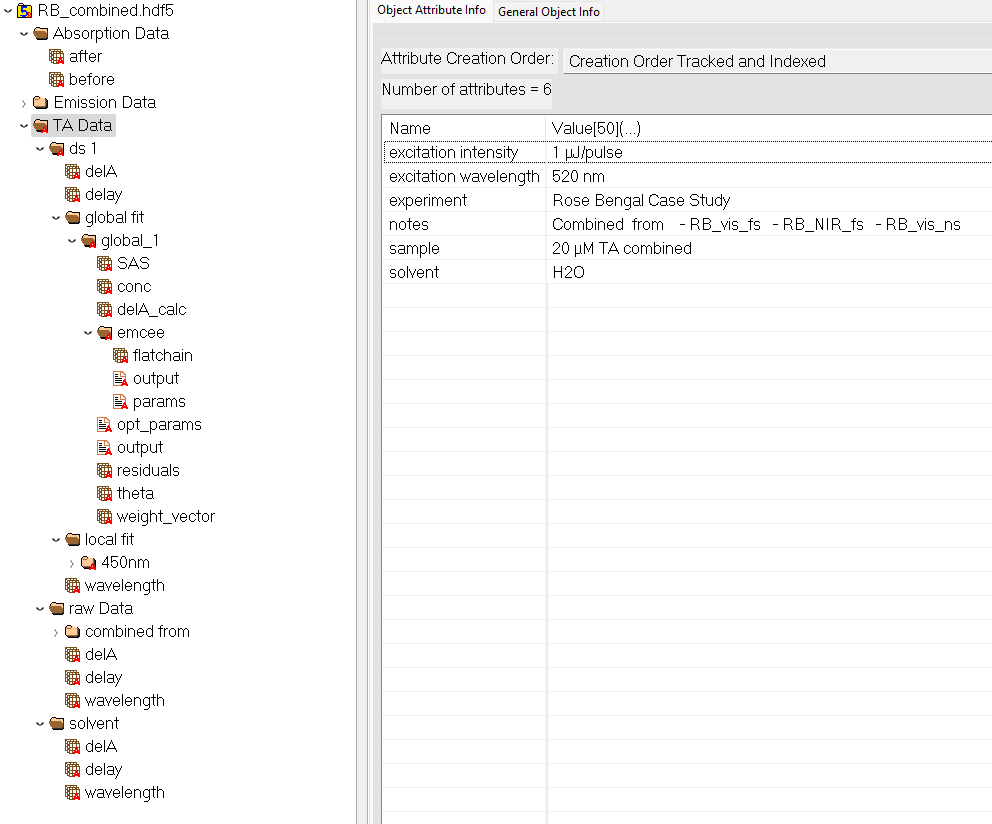 RB_combined.hdf5
Absorption Data
after
before
Emission Data
TA Data
ds 1
delA
delay
global fit
global_1
SAS
conc
delA_calc
emcee
flatchain
output
params
opt_params
output
residuals
theta
weight_vector
local fit
450nm
wavelength
raw Data
combined from
delA
delay
wavelength
solvent
delA
delay
wavelength
Object Attribute Info General Object Info
Attribute Creation Order: Creation Order Tracked and Indexed
Number of attributes = 6
Name Value[50](...)
excitation intensity 1 µJ/pulse
excitation wavelength 520 nm
experiment Rose Bengal Case Study
notes Combined from - RB_vis_fs - RB_NIR_fs - RB_vis_ns
sample 20 µM TA combined
solvent H2O